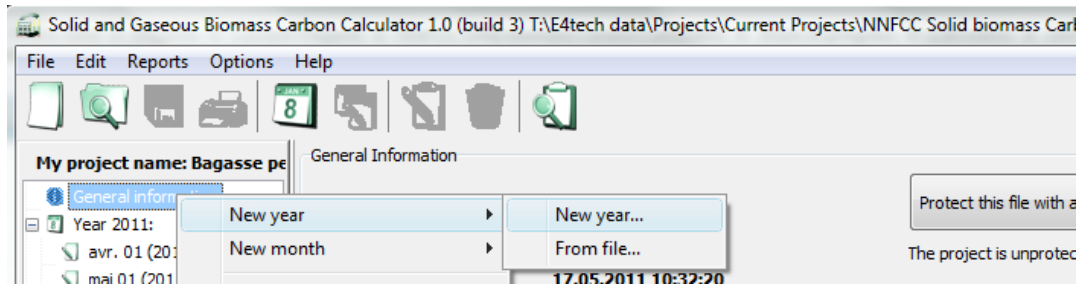 Solid and Gaseous Biomass Carbon Calculator 1.0 (build 3) T:\E4tech data\Projects\Current Projects\NNFCC Solid biomass Carb
File Edit Reports Options Help
JAN
8
My project name: Bagasse pe
General Information
General inform
Protect this file with a
Year 2011:
New year
New year...
avr. 01 (201
New month
From file...
The project is unprotec
mai 01 (201
17.05.2011 10:32:20